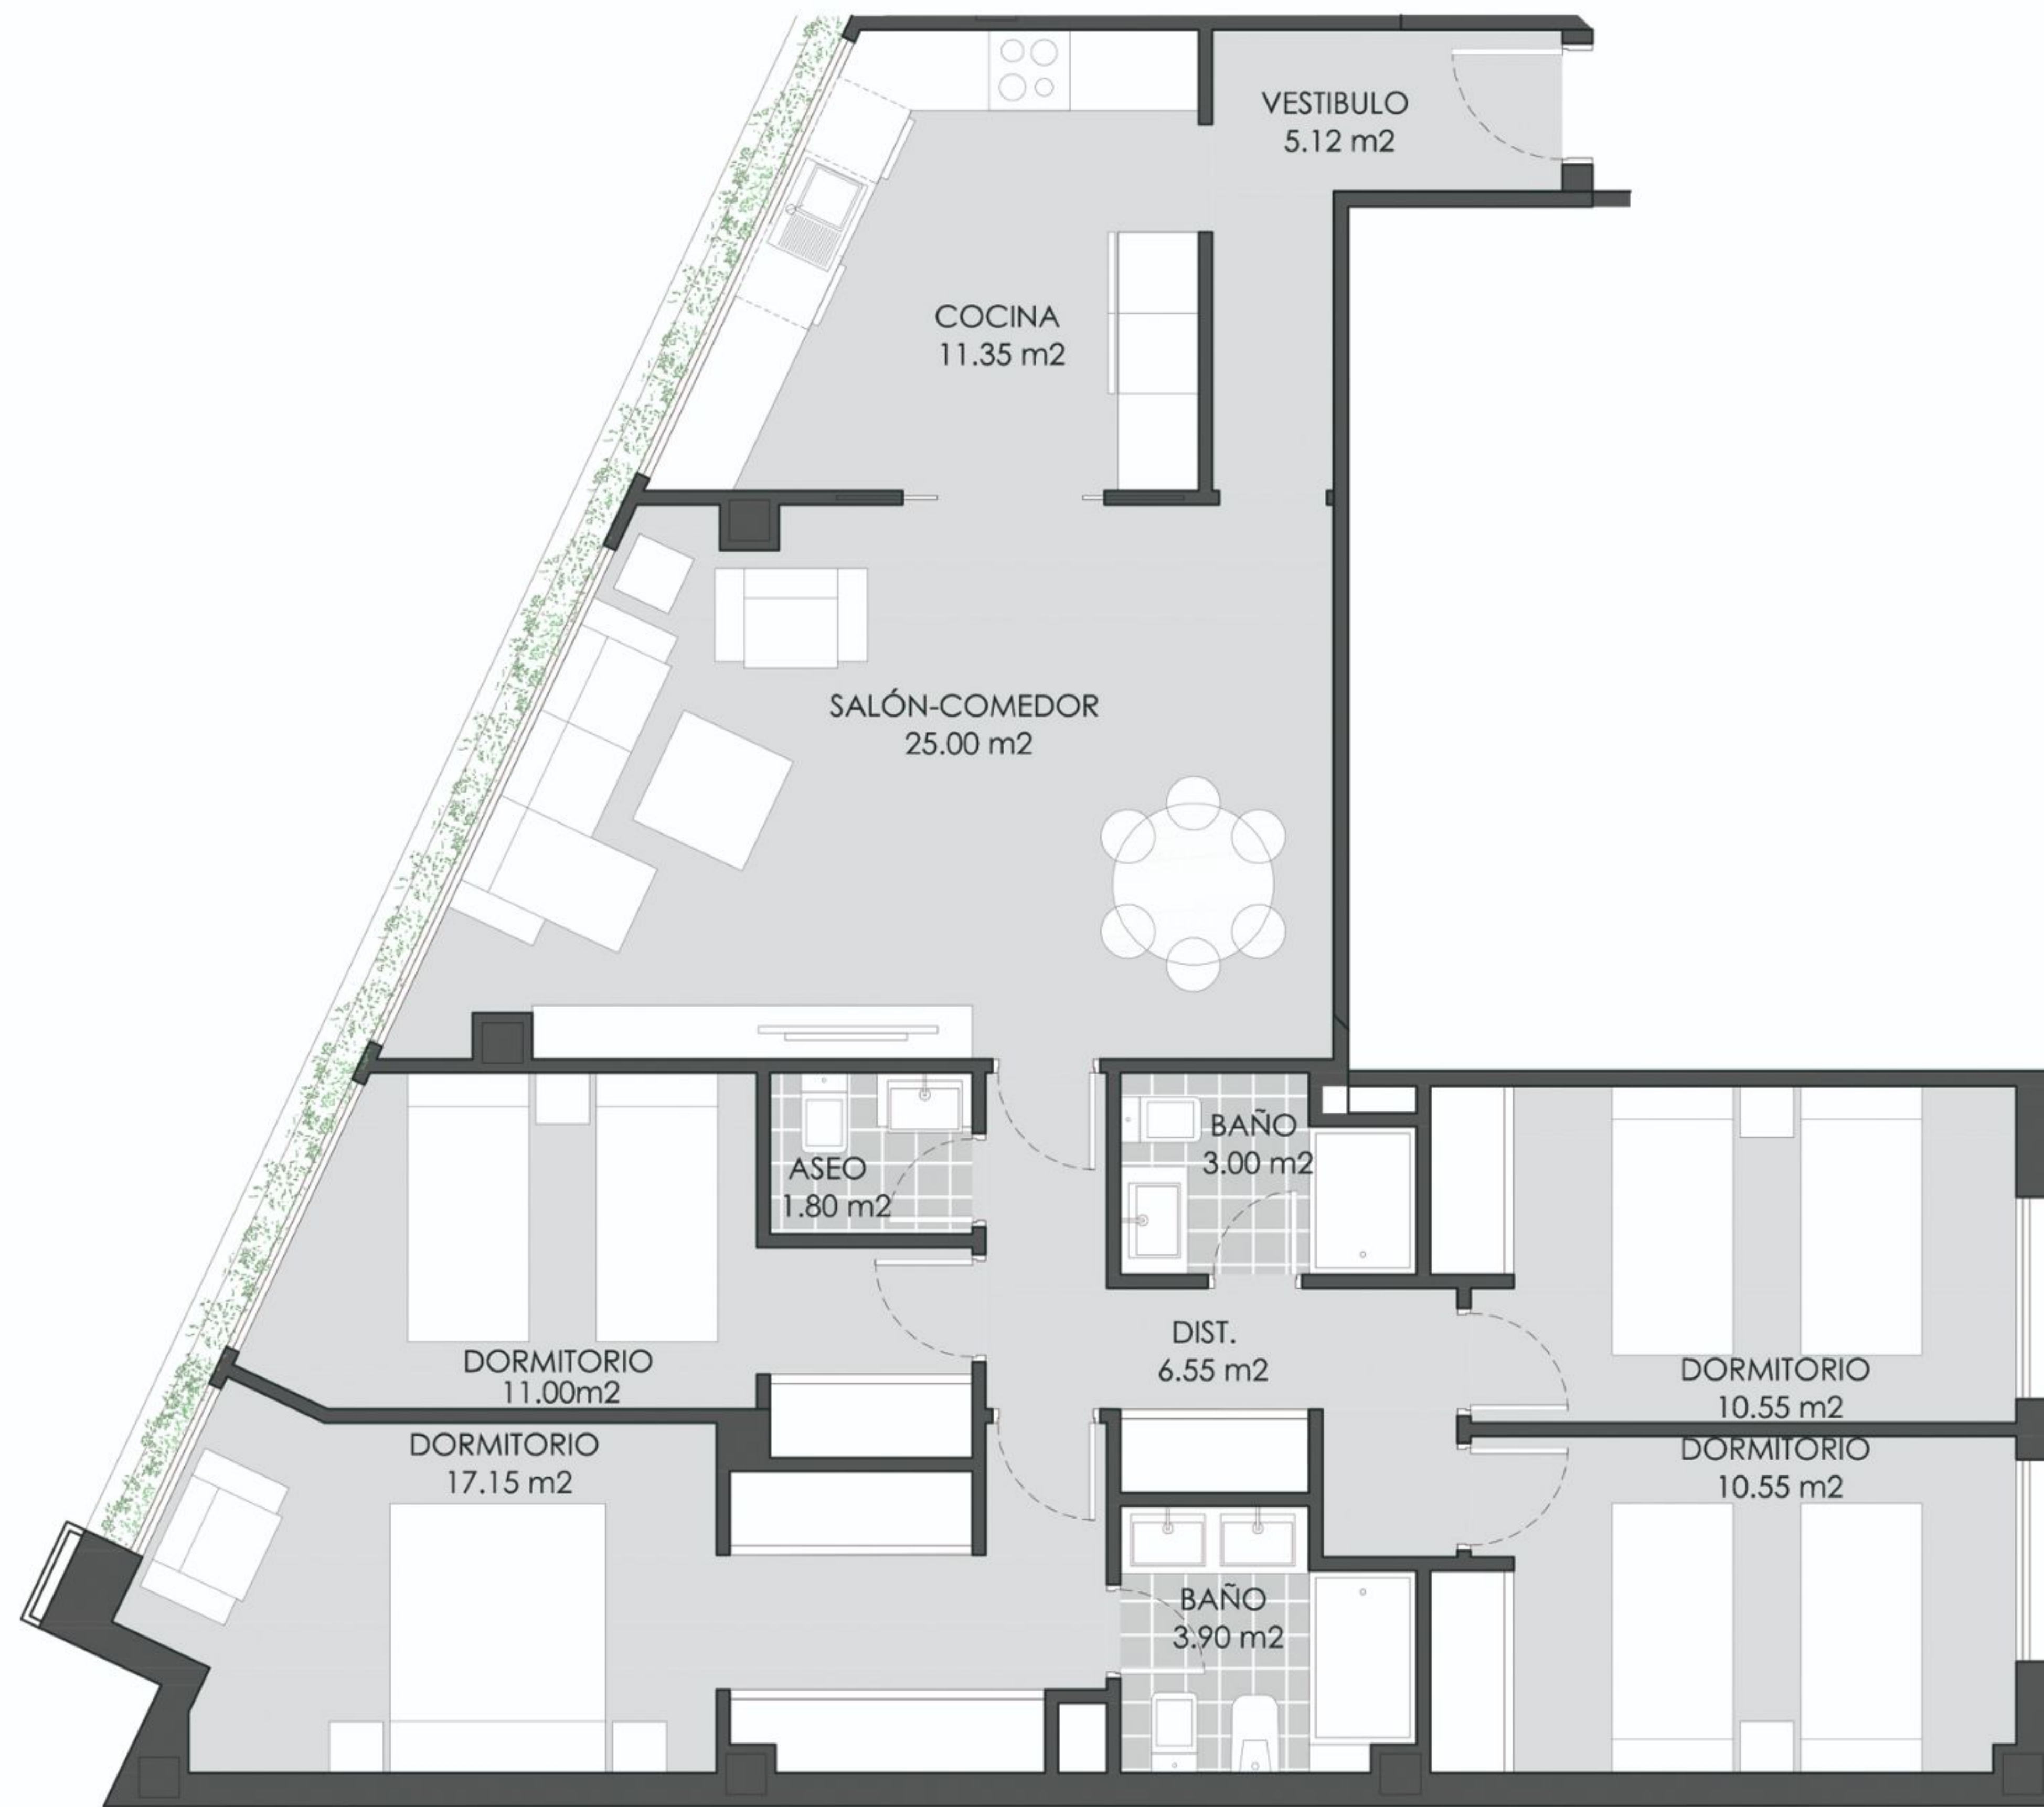 VESTIBULO
5.12 m2
COCINA
11.35 m2
SALÓN-COMEDOR
25.00 m2
BAÑO
3.00 m2
ASEO
1.80 m2
DIST.
6.55 m2
DORMITORIO
11.00m2
DORMITORIO
10.55 m2
DORMITORIO
17.15 m2
DORMITORIO
10.55 m2
BAÑO
3.90 m2